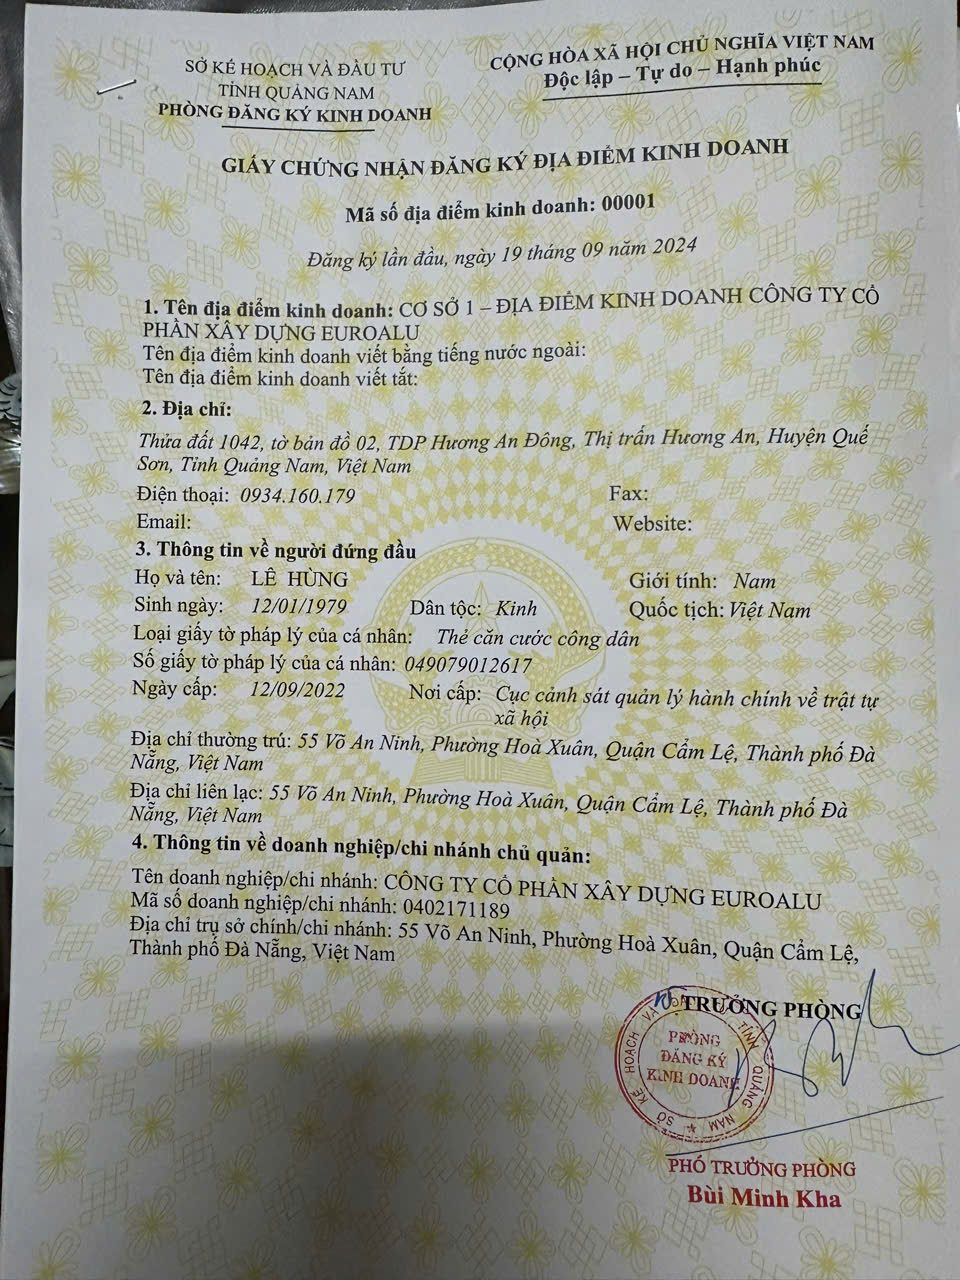 SỞ KẾ HOẠCH VÀ ĐẦU TƯ
TỈNH QUẢNG NAM
PHÒNG ĐĂNG KÝ KINH DOANH
CỘNG HÒA XÃ HỘI CHỦ NGHĨA VIỆT NAM
Độc lập – Tự do – Hạnh phúc
GIẤY CHỨNG NHẬN ĐĂNG KÝ ĐỊA ĐIỂM KINH DOANH
Mã số địa điểm kinh doanh: 00001
Đăng ký lần đầu, ngày 19 tháng 09 năm 2024
1. Tên địa điểm kinh doanh: CƠ SỞ 1 – ĐỊA ĐIỂM KINH DOANH CÔNG TY CỔ
PHẦN XÂY DỰNG EUROALU
Tên địa điểm kinh doanh viết bằng tiếng nước ngoài:
Tên địa điểm kinh doanh viết tắt:
2. Địa chỉ:
Thửa đất 1042, tờ bản đồ 02, TDP Hương An Đông, Thị trấn Hương An, Huyện Quế
Sơn, Tỉnh Quảng Nam, Việt Nam
Điện thoại: 0934.160.179 Fax:
Email: Website:
3. Thông tin về người đứng đầu
Họ và tên: LÊ HÙNG Giới tính: Nam
Sinh ngày: 12/01/1979 Dân tộc: Kinh Quốc tịch: Việt Nam
Loại giấy tờ pháp lý của cá nhân: Thẻ căn cước công dân
Số giấy tờ pháp lý của cá nhân: 049079012617
Ngày cấp: 12/09/2022 Nơi cấp: Cục cảnh sát quản lý hành chính về trật tự
xã hội
Địa chỉ thường trú: 55 Võ An Ninh, Phường Hoà Xuân, Quận Cẩm Lệ, Thành phố Đà
Nẵng, Việt Nam
Địa chỉ liên lạc: 55 Võ An Ninh, Phường Hoà Xuân, Quận Cẩm Lệ, Thành phố Đà
Nẵng, Việt Nam
4. Thông tin về doanh nghiệp/chi nhánh chủ quản:
Tên doanh nghiệp/chi nhánh: CÔNG TY CỔ PHẦN XÂY DỰNG EUROALU
Mã số doanh nghiệp/chi nhánh: 0402171189
Địa chỉ trụ sở chính/chi nhánh: 55 Võ An Ninh, Phường Hoà Xuân, Quận Cẩm Lệ,
Thành phố Đà Nẵng, Việt Nam
TRƯỞNG PHÒNG
SỞ KẾ HOẠCH VÀ ĐẦU TƯ TỈNH QUẢNG NAM
PHÒNG
ĐĂNG KÝ
KINH DOANH
PHÓ TRƯỞNG PHÒNG
Bùi Minh Kha